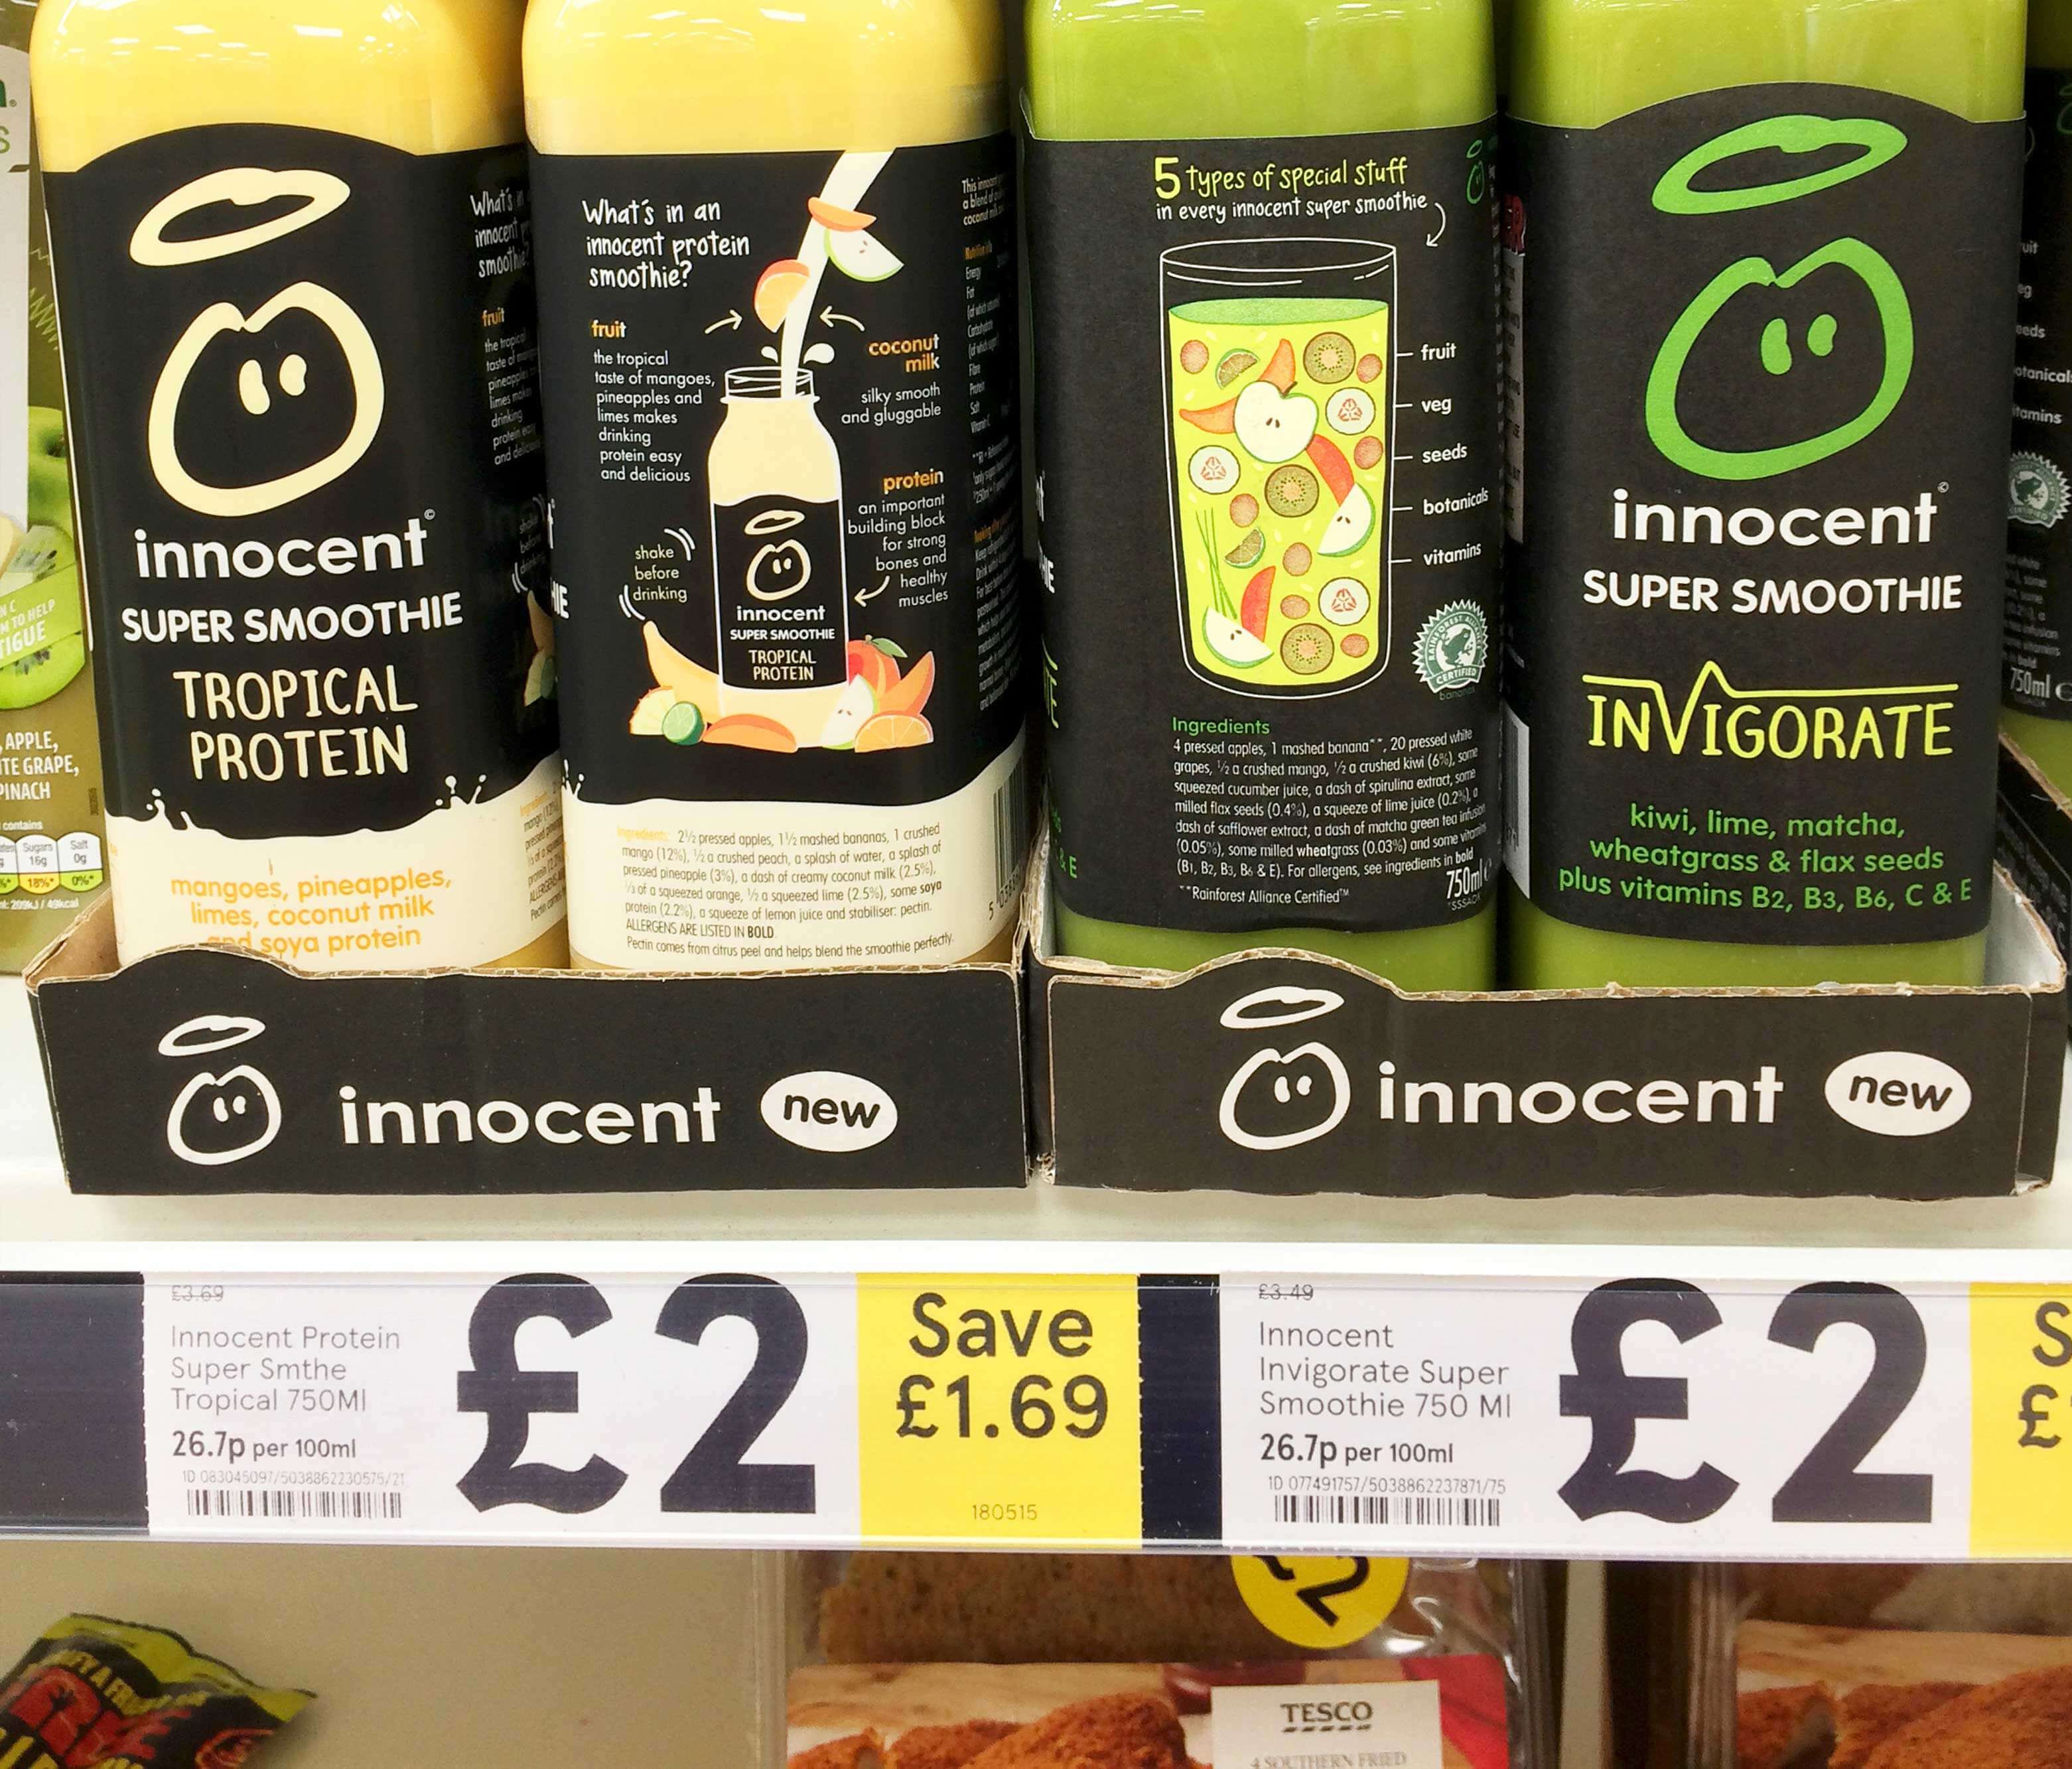 innocent©
SUPER SMOOTHIE
TROPICAL
PROTEIN
mangoes, pineapples,
limes, coconut milk
and soya protein
What's in an
innocent protein
smoothie?
fruit
the tropical
taste of mangoes,
pineapples and
limes makes
drinking
protein easy
and delicious
coconut
milk
silky smooth
and gluggable
protein
an important
building block
for strong
bones and
healthy
muscles
shake
before
drinking
innocent
SUPER SMOOTHIE
TROPICAL
PROTEIN
Ingredients: 2½ pressed apples, 1½ mashed bananas, 1 crushed
mango (12%), ½ a crushed peach, a splash of water, a splash of
pressed pineapple (3%), a dash of creamy coconut milk (2.5%),
⅓ of a squeezed orange, ½ a squeezed lime (2.5%), some soya
protein (2.2%), a squeeze of lemon juice and stabiliser: pectin.
ALLERGENS ARE LISTED IN BOLD
Pectin comes from citrus peel and helps blend the smoothie perfectly.
5 types of special stuff
in every innocent super smoothie
fruit
veg
seeds
botanicals
vitamins
RAINFOREST ALLIANCE
CERTIFIED
bananas
Ingredients
4 pressed apples, 1 mashed banana**, 20 pressed white
grapes, ½ a crushed mango, ½ a crushed kiwi (6%), some
squeezed cucumber juice, a dash of spirulina extract, some
milled flax seeds (0.4%), a squeeze of lime juice (0.2%), a
dash of safflower extract, a dash of matcha green tea infusion
(0.05%), some milled wheatgrass (0.03%) and some vitamins
(B1, B2, B3, B6 & E). For allergens, see ingredients in bold
**Rainforest Alliance Certified™
750ml
innocent©
SUPER SMOOTHIE
INVIGORATE
kiwi, lime, matcha,
wheatgrass & flax seeds
plus vitamins B2, B3, B6, C & E
innocent new
innocent new
£3.69
Innocent Protein
Super Smthe
Tropical 750Ml
26.7p per 100ml
ID 083045097/5038862230575/21
£2
Save
£1.69
180515
£3.49
Innocent
Invigorate Super
Smoothie 750 Ml
26.7p per 100ml
ID 077491757/5038862237871/75
£2
£2
TESCO
4 SOUTHERN FRIED